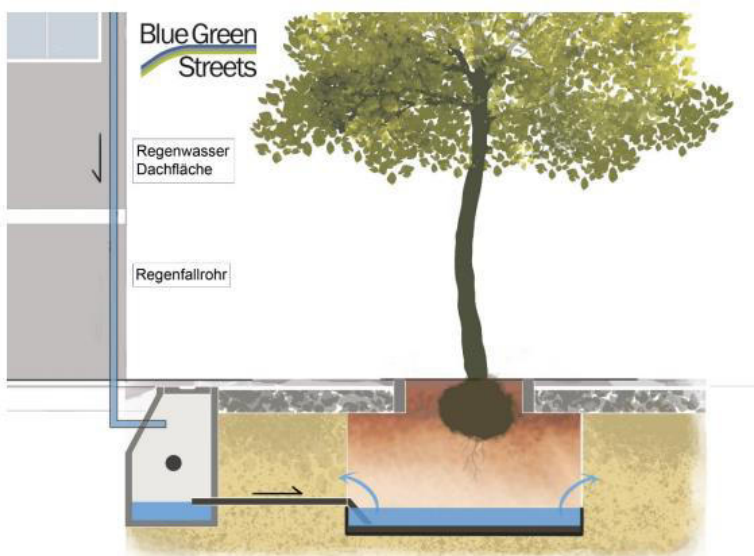 Blue Green
Streets
Regenwasser
Dachfläche
Regenfallrohr